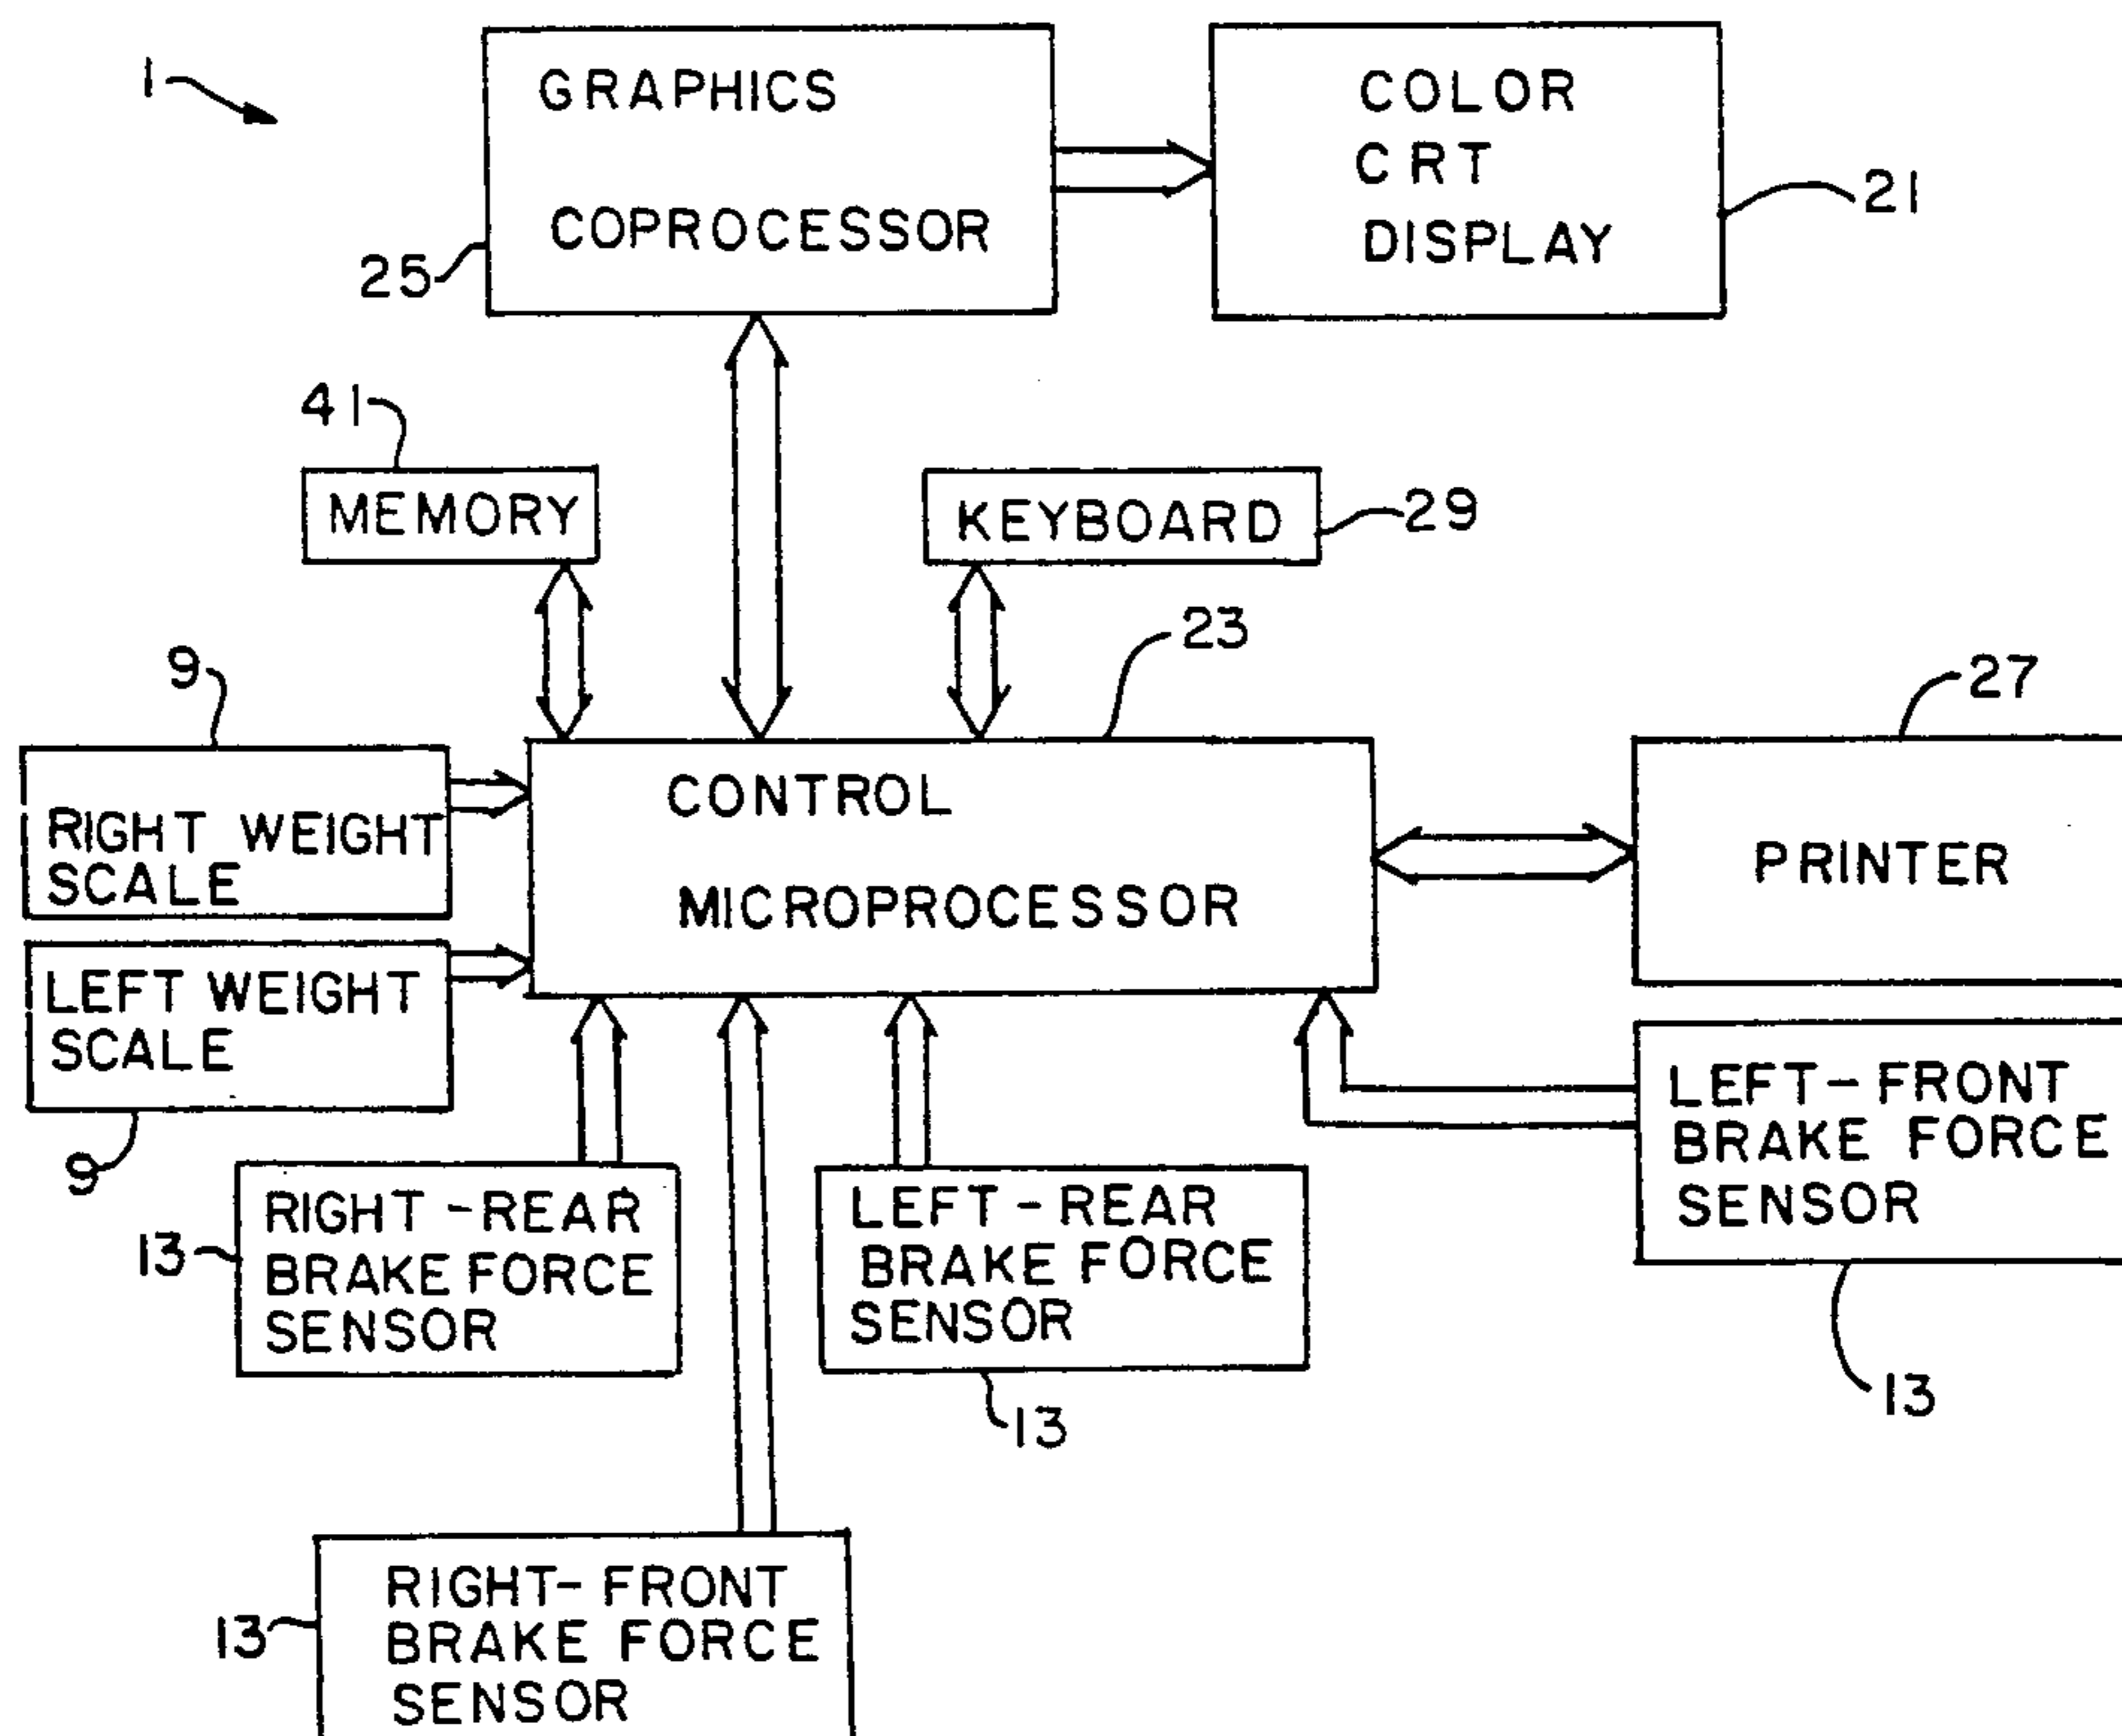 1
GRAPHICS
COPROCESSOR
25
COLOR
CRT
DISPLAY
21
41
MEMORY
KEYBOARD
29
23
9
RIGHT WEIGHT
SCALE
CONTROL
MICROPROCESSOR
27
PRINTER
LEFT WEIGHT
SCALE
9
RIGHT-REAR
BRAKE FORCE
SENSOR
13
LEFT-REAR
BRAKE FORCE
SENSOR
13
LEFT-FRONT
BRAKE FORCE
SENSOR
13
RIGHT-FRONT
BRAKE FORCE
SENSOR
13